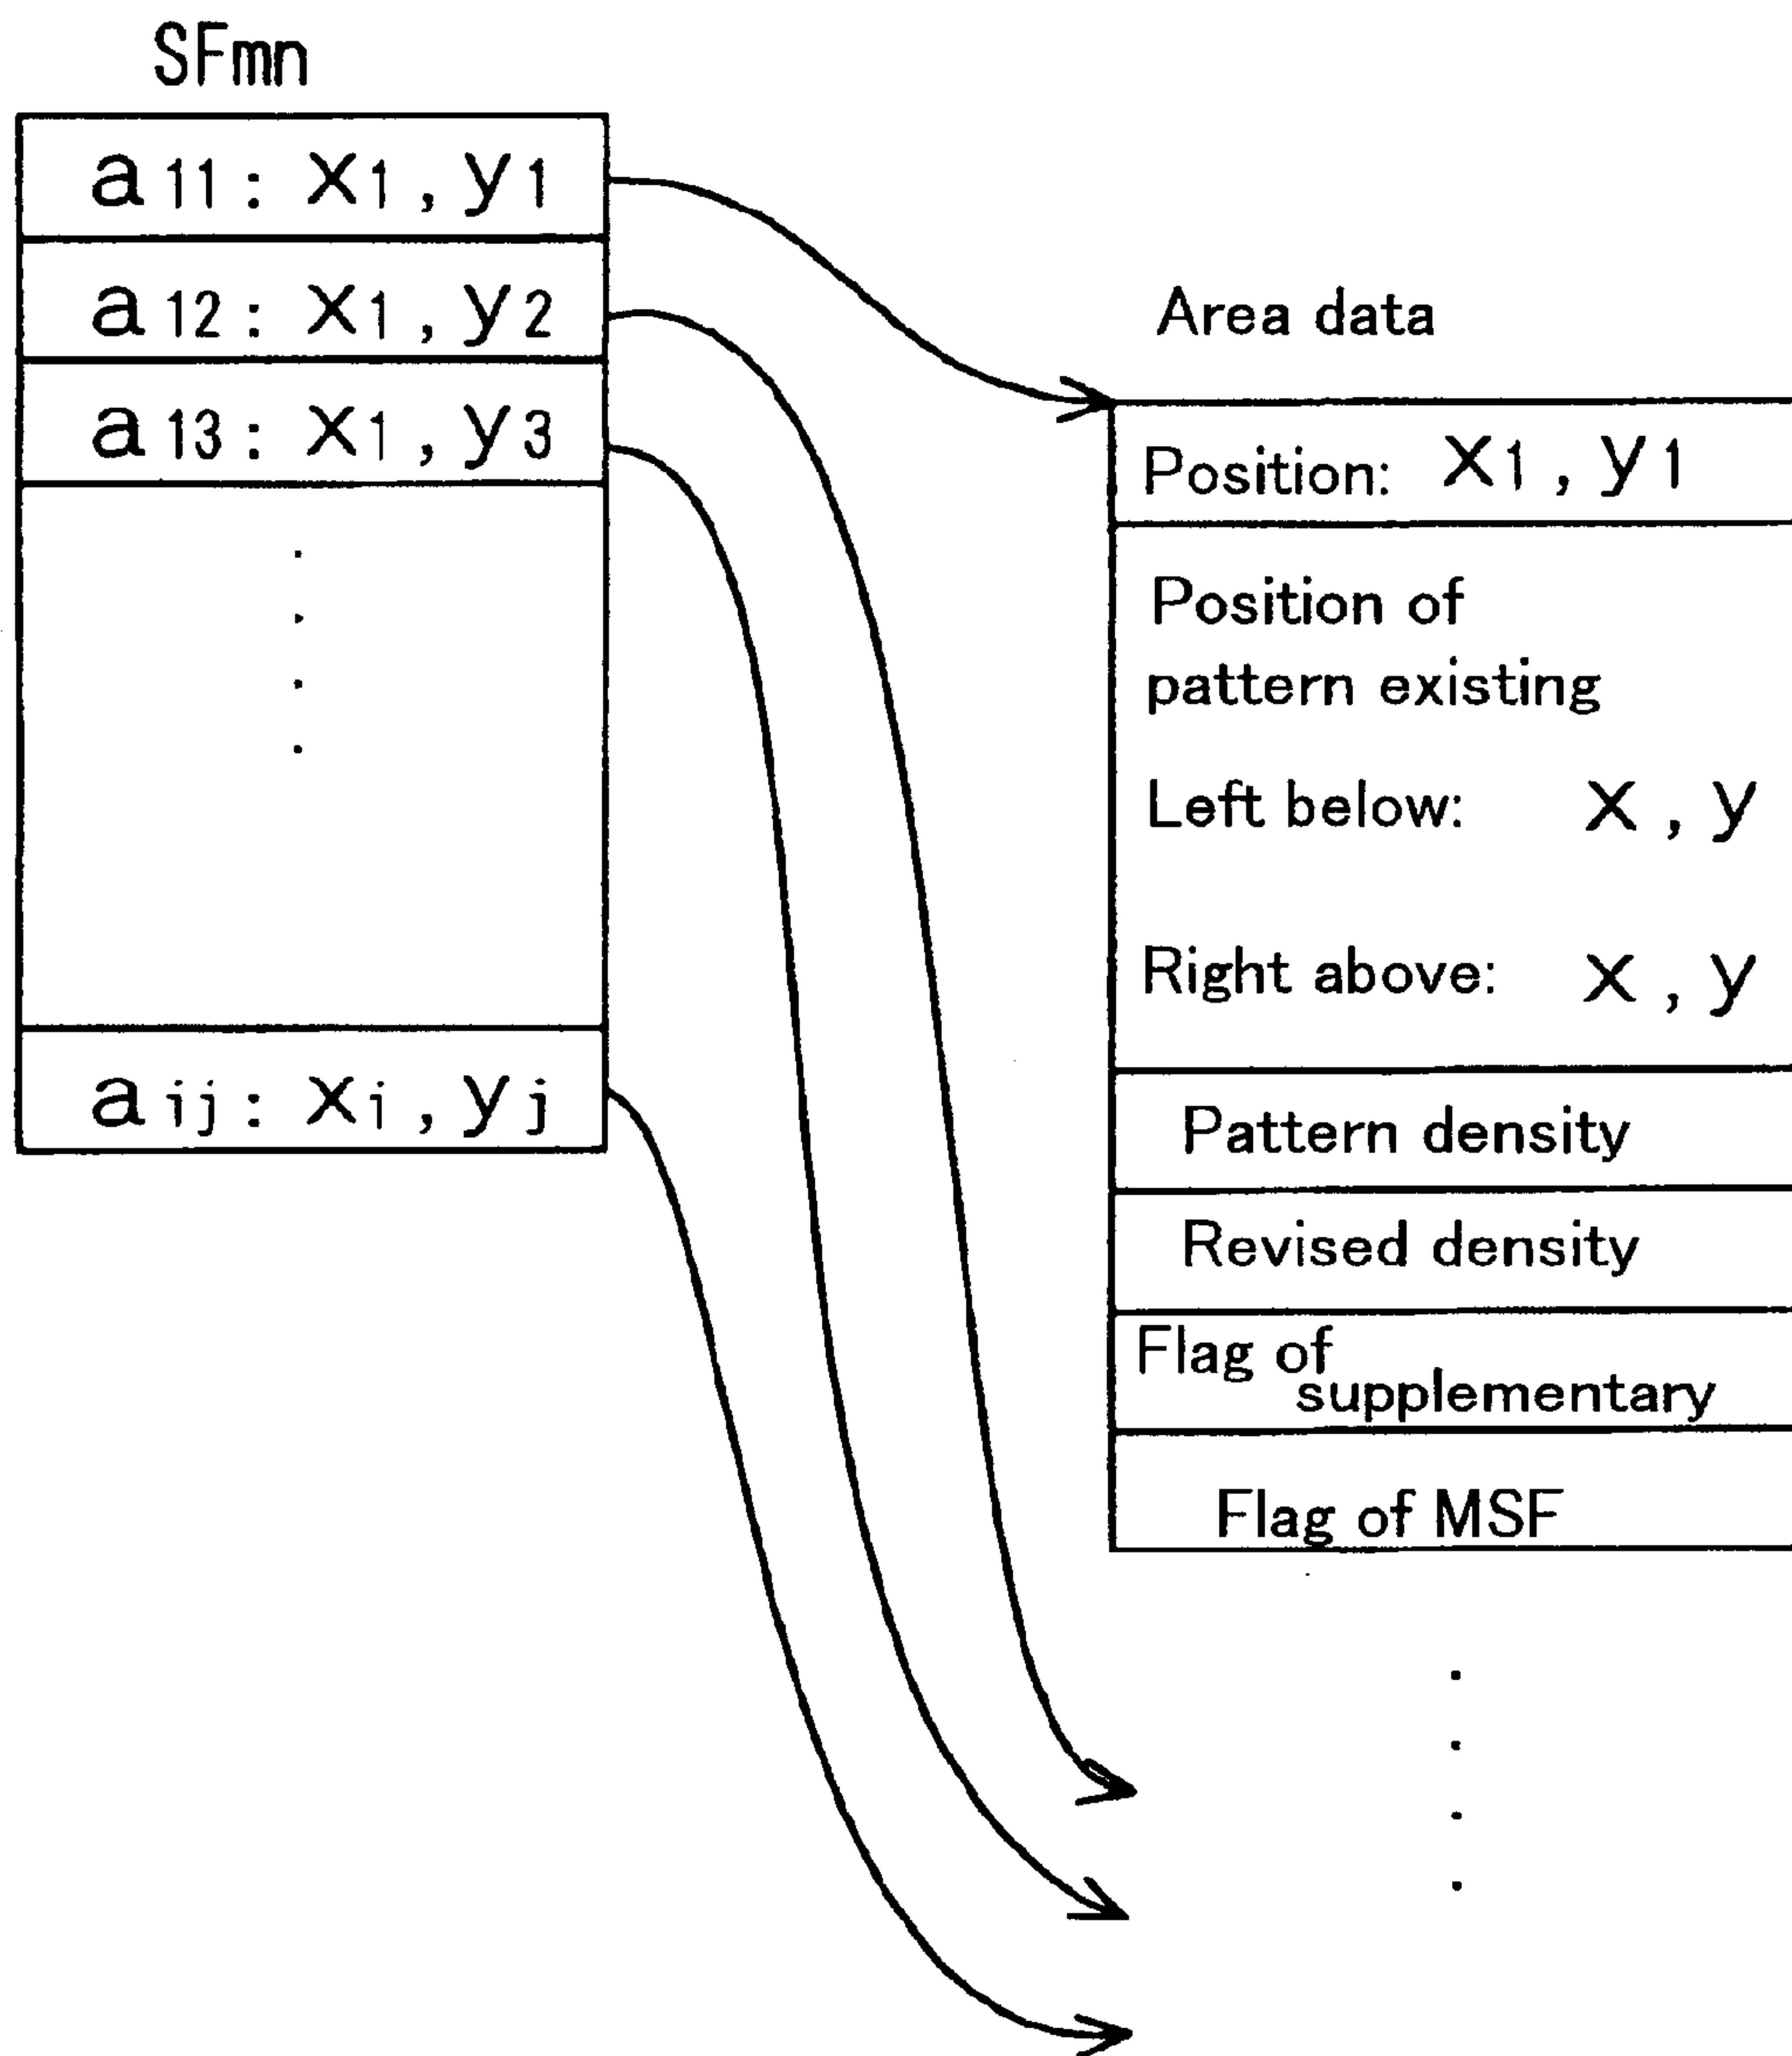 SFmn
a11: x1, y1
a12: x1, y2
a13: x1, y3
aij: xi, yj
Area data
Position: x1, y1
Position of
pattern existing
Left below: x, y
Right above: x, y
Pattern density
Revised density
Flag of
supplementary
Flag of MSF